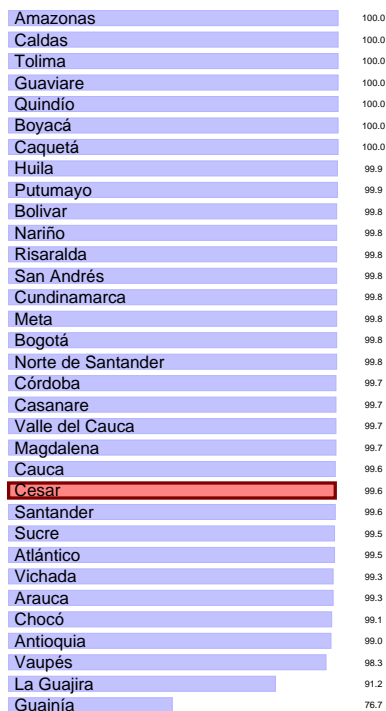 Amazonas 100.0
Caldas 100.0
Tolima 100.0
Guaviare 100.0
Quindío 100.0
Boyacá 100.0
Caquetá 100.0
Huila 99.9
Putumayo 99.9
Bolivar 99.8
Nariño 99.8
Risaralda 99.8
San Andrés 99.8
Cundinamarca 99.8
Meta 99.8
Bogotá 99.8
Norte de Santander 99.8
Córdoba 99.7
Casanare 99.7
Valle del Cauca 99.7
Magdalena 99.7
Cauca 99.6
Cesar 99.6
Santander 99.6
Sucre 99.5
Atlántico 99.5
Vichada 99.3
Arauca 99.3
Chocó 99.1
Antioquia 99.0
Vaupés 98.3
La Guajira 91.2
Guainía 76.7